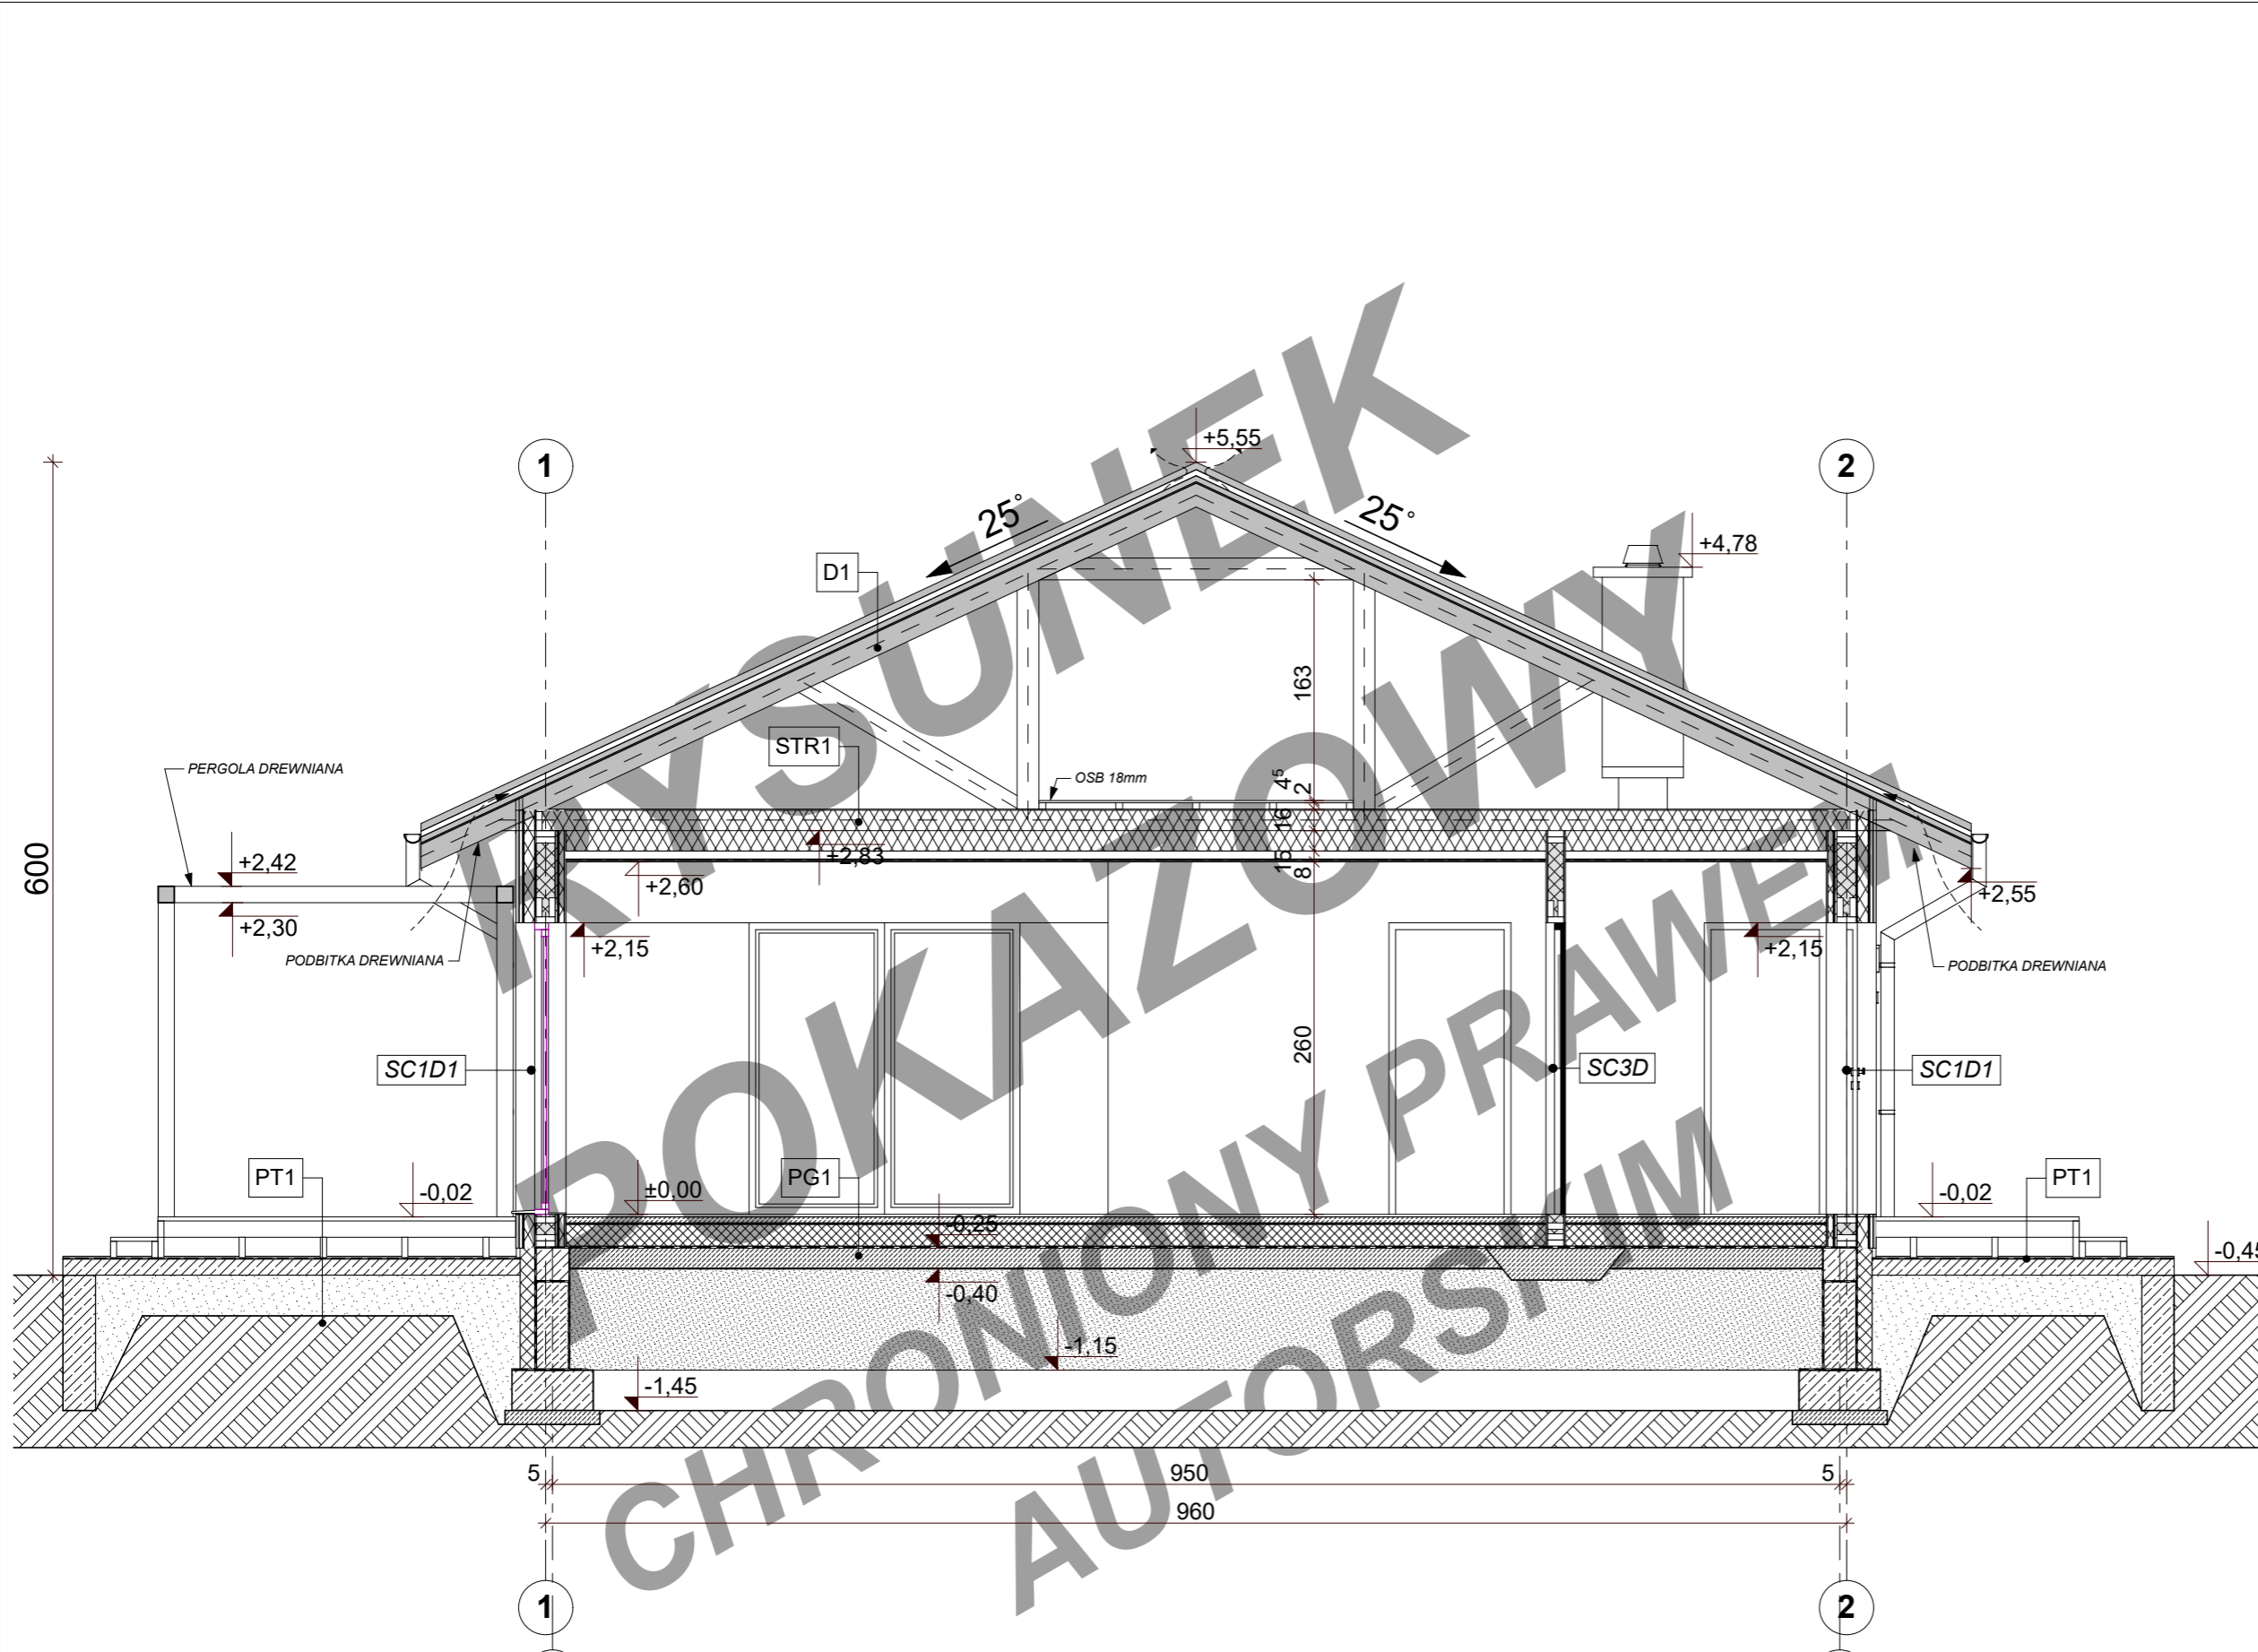 +5,55
1
2
25°
25°
+4,78
D1
163
STR1
PERGOLA DREWNIANA
OSB 18mm
4⁵
2
16
600
+2,42
+2,83
15
8
+2,60
+2,55
+2,30
+2,15
+2,15
PODBITKA DREWNIANA
PODBITKA DREWNIANA
260
SC1D1
SC3D
SC1D1
PT1
PG1
PT1
-0,02
±0,00
-0,02
-0,25
-0,45
-0,40
-1,15
-1,45
5
950
5
960
1
2
RYSUNEK
POKAZOWY
CHRONIONY PRAWEM
AUTORSKIM